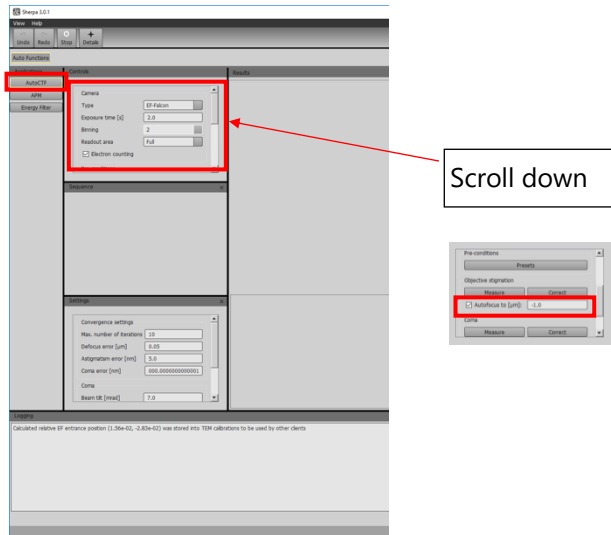 Sherpa 3.0.1
View Help
Undo Redo Stop Details
Auto Functions
Controls
Results
AutoCTF
APM
Energy Filter
Camera
Type EF-Falcon
Exposure time [s] 2.0
Binning 2
Readout area Full
Electron counting
Scroll down
Sequence
Pre-conditions
Presets
Objective stigmation
Measure Correct
Autofocus to [µm]: -1.0
Coma
Measure Correct
Settings
Convergence settings
Max. number of iterations 10
Defocus error [µm] 0.05
Astigmatism error [nm] 5.0
Coma error [nm] 000.0000000000001
Coma
Beam tilt [mrad] 7.0
Logging
Calculated relative EF entrance position (1.56e-02, -2.83e-02) was stored into TEM calibrations to be used by other clients